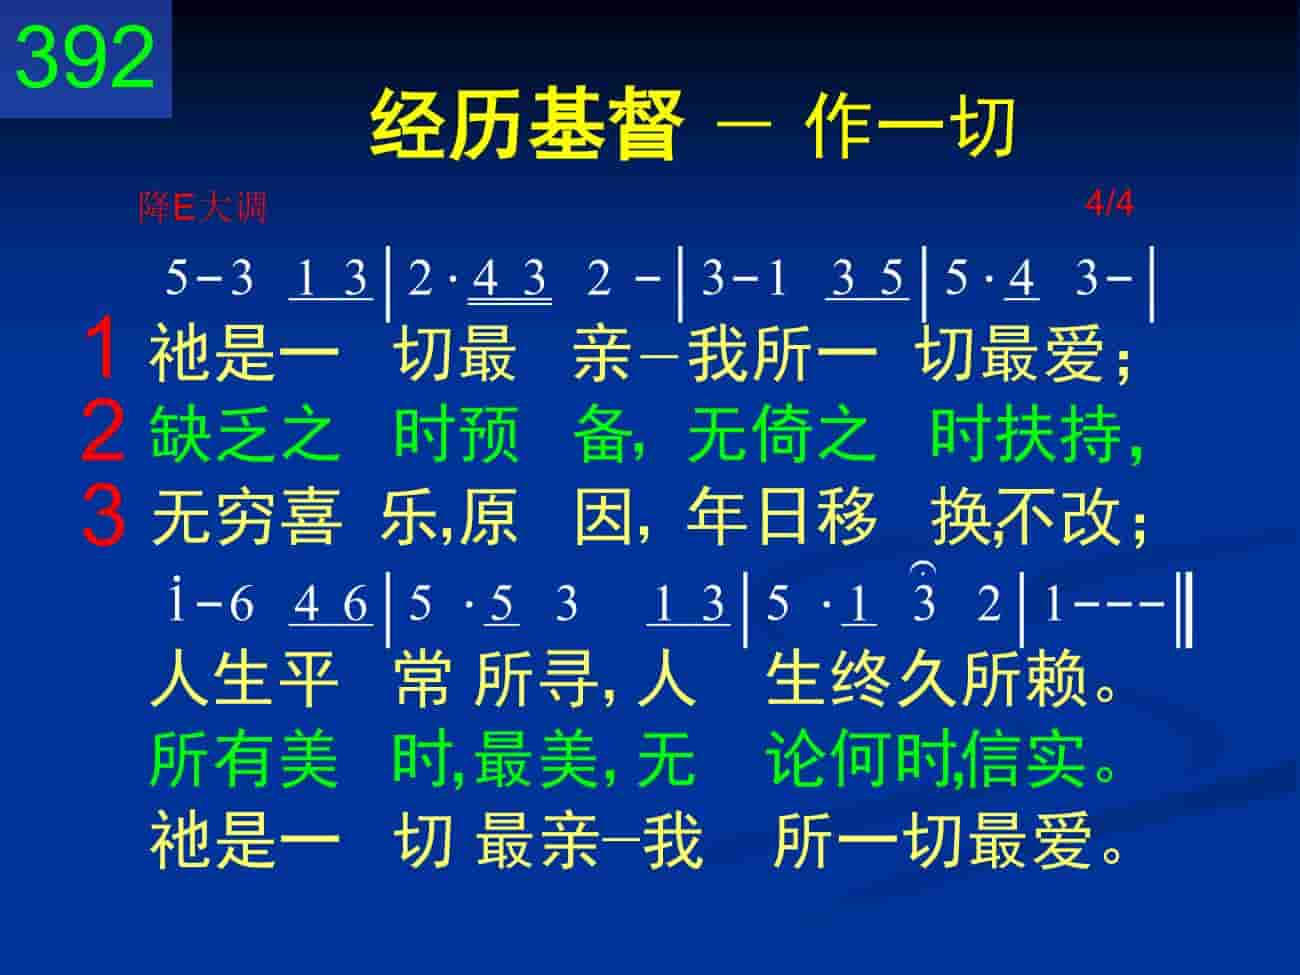 392
经历基督 － 作一切
降E大调 4/4
5－3 1 3│2 · 4 3 2 －│3－1 3 5│5 · 4 3－│
1 祂是一 切最 亲－我所一 切最爱；
2 缺乏之 时预 备，无倚之 时扶持，
3 无穷喜 乐,原 因，年日移 换,不改；
i－6 4 6│5 · 5 3 1 3│5 · 1 3 2│1－－－║
人生平 常 所寻，人 生终久所赖。
所有美 时,最美，无 论何时,信实。
祂是一 切 最亲－我 所一切最爱。